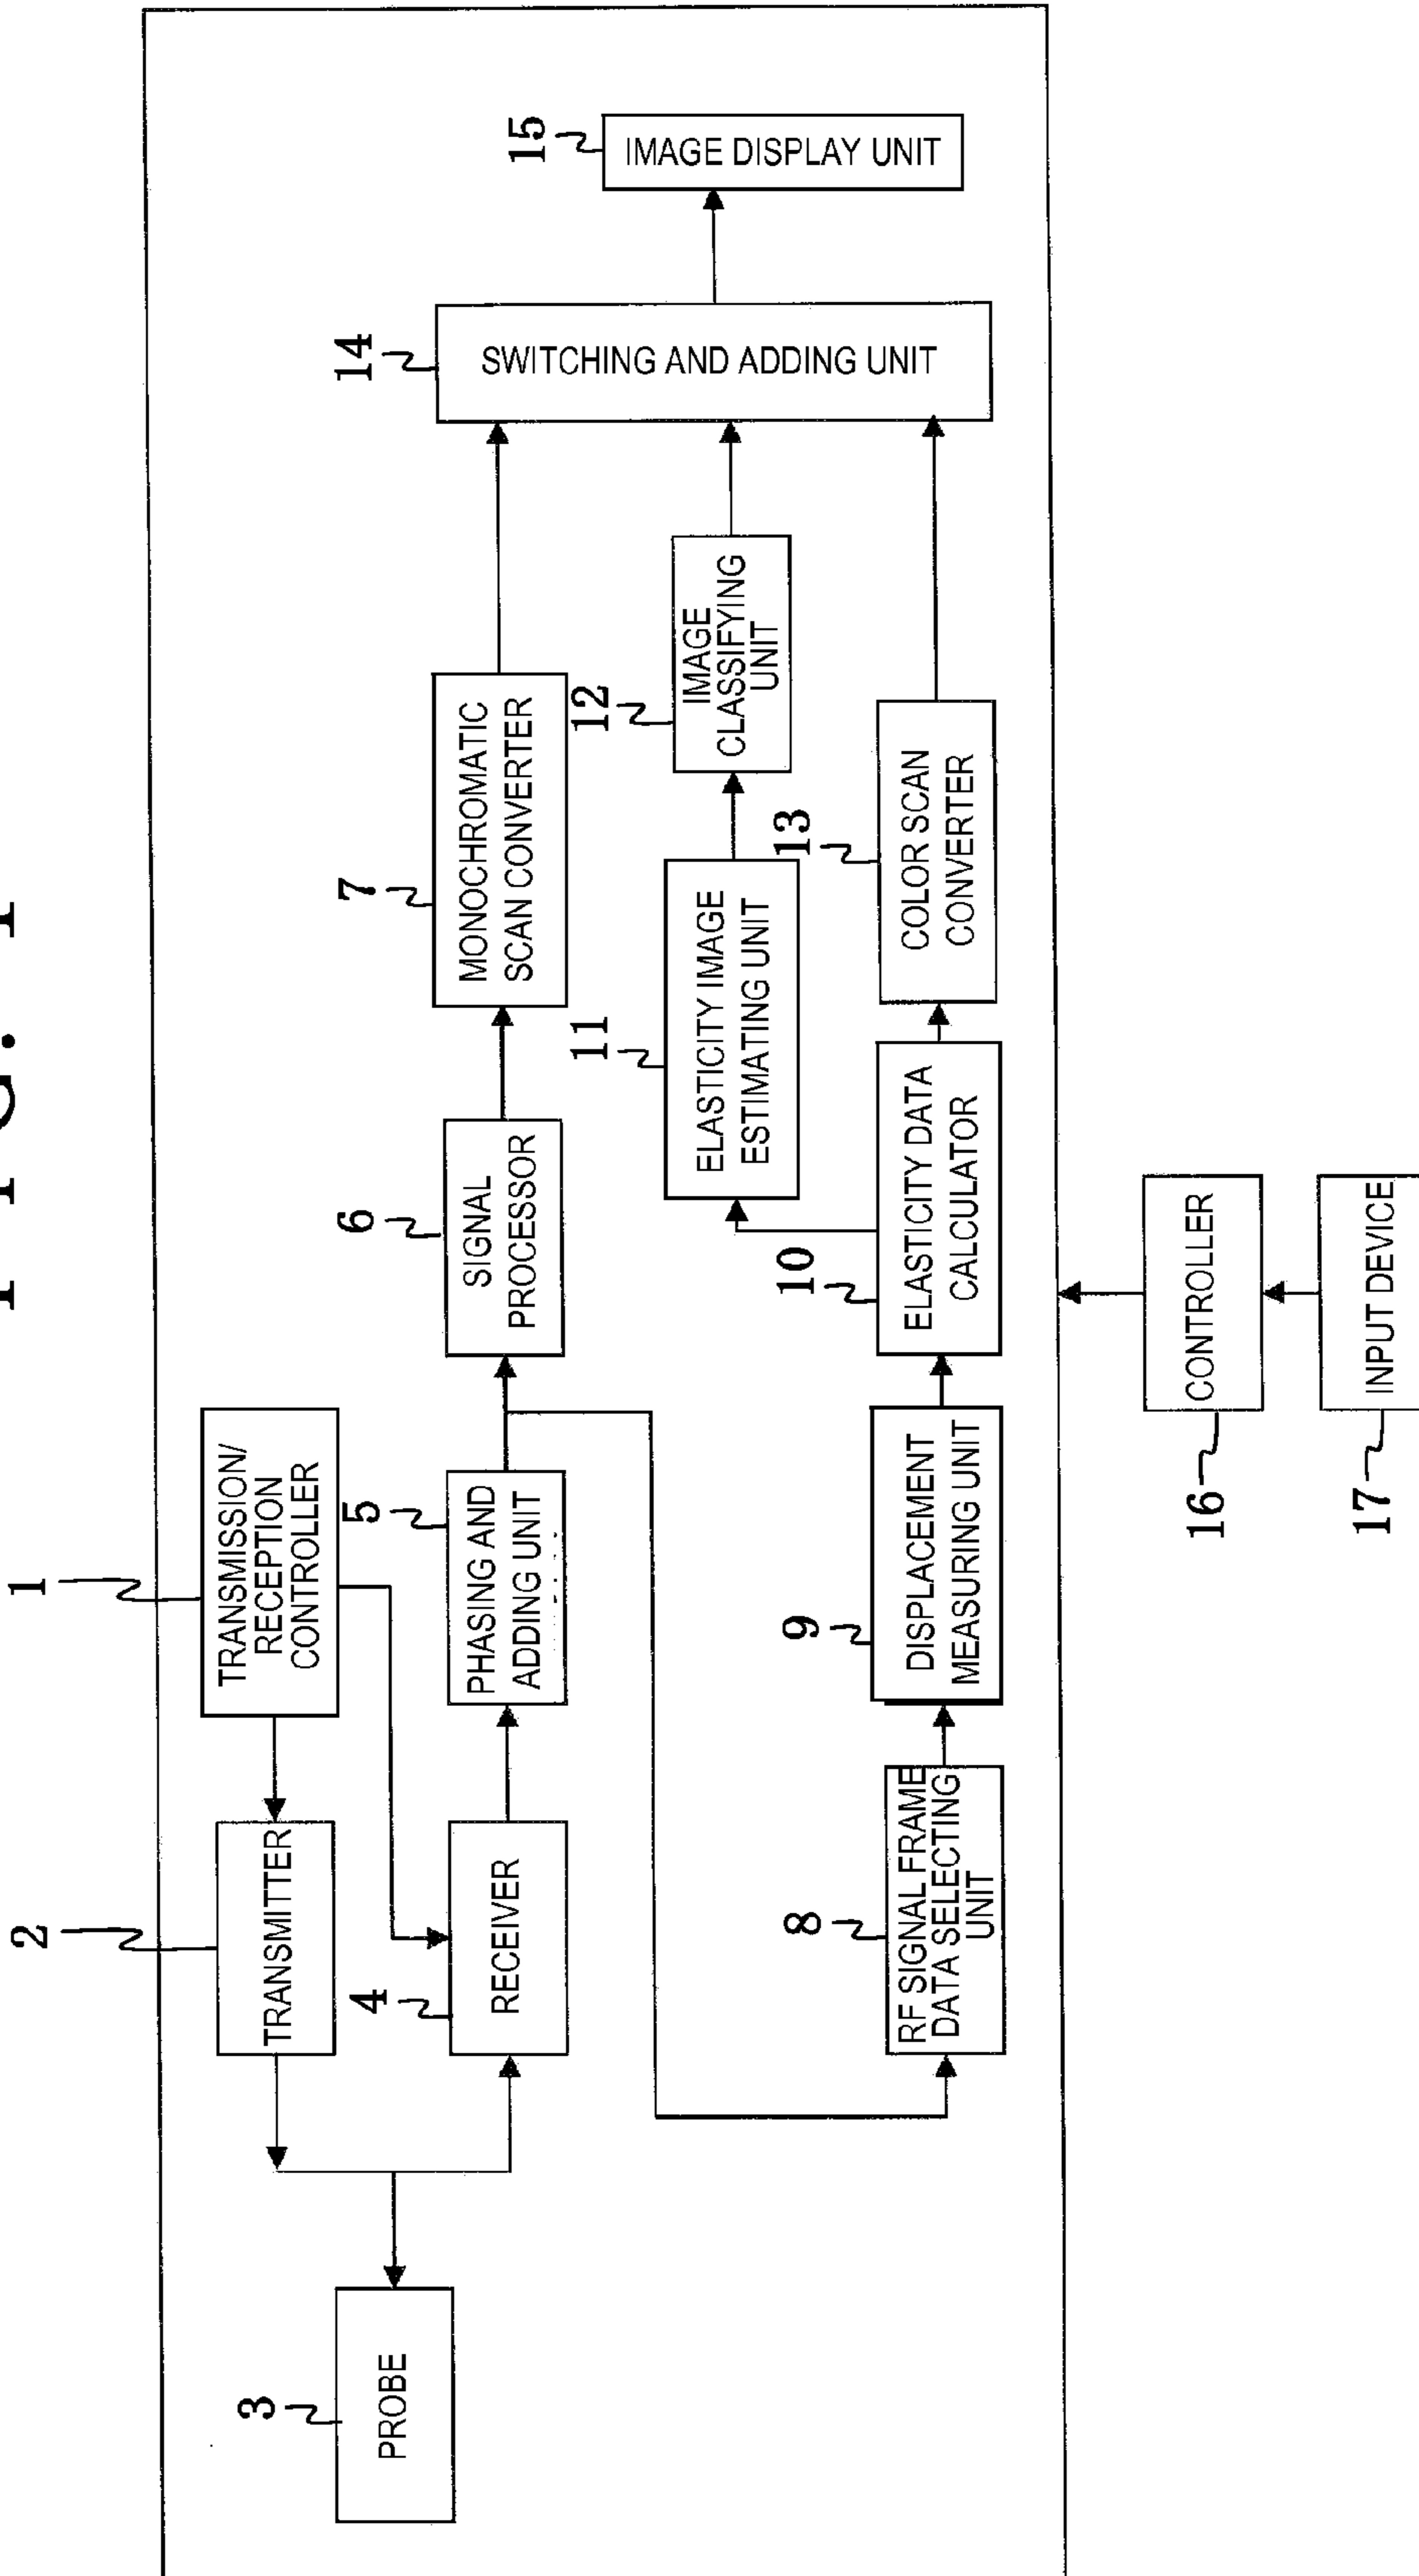 1
TRANSMISSION/
RECEPTION
CONTROLLER
2
TRANSMITTER
3
PROBE
4
RECEIVER
5
PHASING AND
ADDING UNIT
6
SIGNAL
PROCESSOR
7
MONOCHROMATIC
SCAN CONVERTER
8
RF SIGNAL FRAME
DATA SELECTING
UNIT
9
DISPLACEMENT
MEASURING UNIT
10
ELASTICITY DATA
CALCULATOR
11
ELASTICITY IMAGE
ESTIMATING UNIT
12
IMAGE
CLASSIFYING
UNIT
13
COLOR SCAN
CONVERTER
14
SWITCHING AND ADDING UNIT
15
IMAGE DISPLAY UNIT
16
CONTROLLER
17
INPUT DEVICE